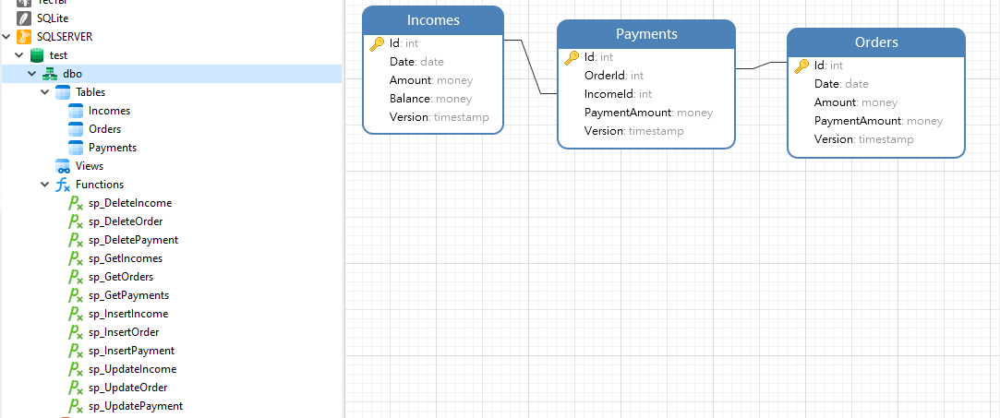 Тесты
SQLite
SQLSERVER
test
dbo
Tables
Incomes
Orders
Payments
Views
Functions
sp_DeleteIncome
sp_DeleteOrder
sp_DeletePayment
sp_GetIncomes
sp_GetOrders
sp_GetPayments
sp_InsertIncome
sp_InsertOrder
sp_InsertPayment
sp_UpdateIncome
sp_UpdateOrder
sp_UpdatePayment
Incomes
Id: int
Date: date
Amount: money
Balance: money
Version: timestamp
Payments
Id: int
OrderId: int
IncomeId: int
PaymentAmount: money
Version: timestamp
Orders
Id: int
Date: date
Amount: money
PaymentAmount: money
Version: timestamp